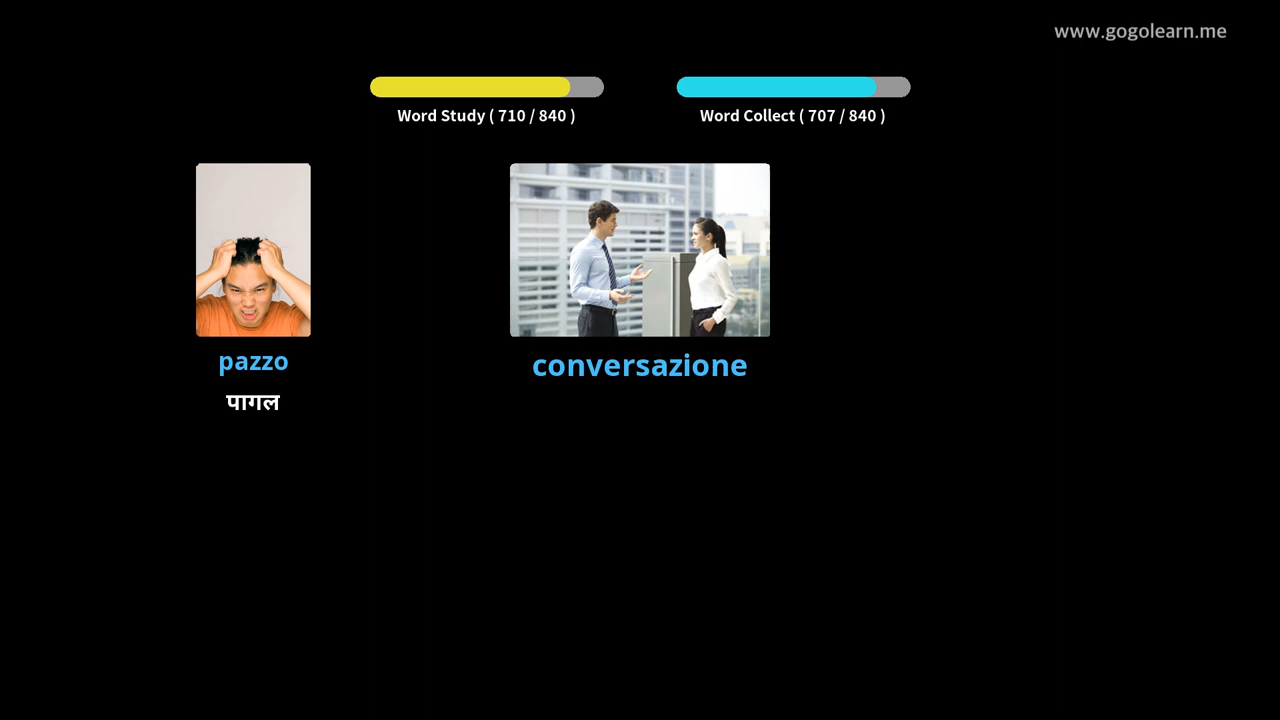 www.gogolearn.me
Word Study ( 710 / 840 )
Word Collect ( 707 / 840 )
pazzo
पागल
conversazione